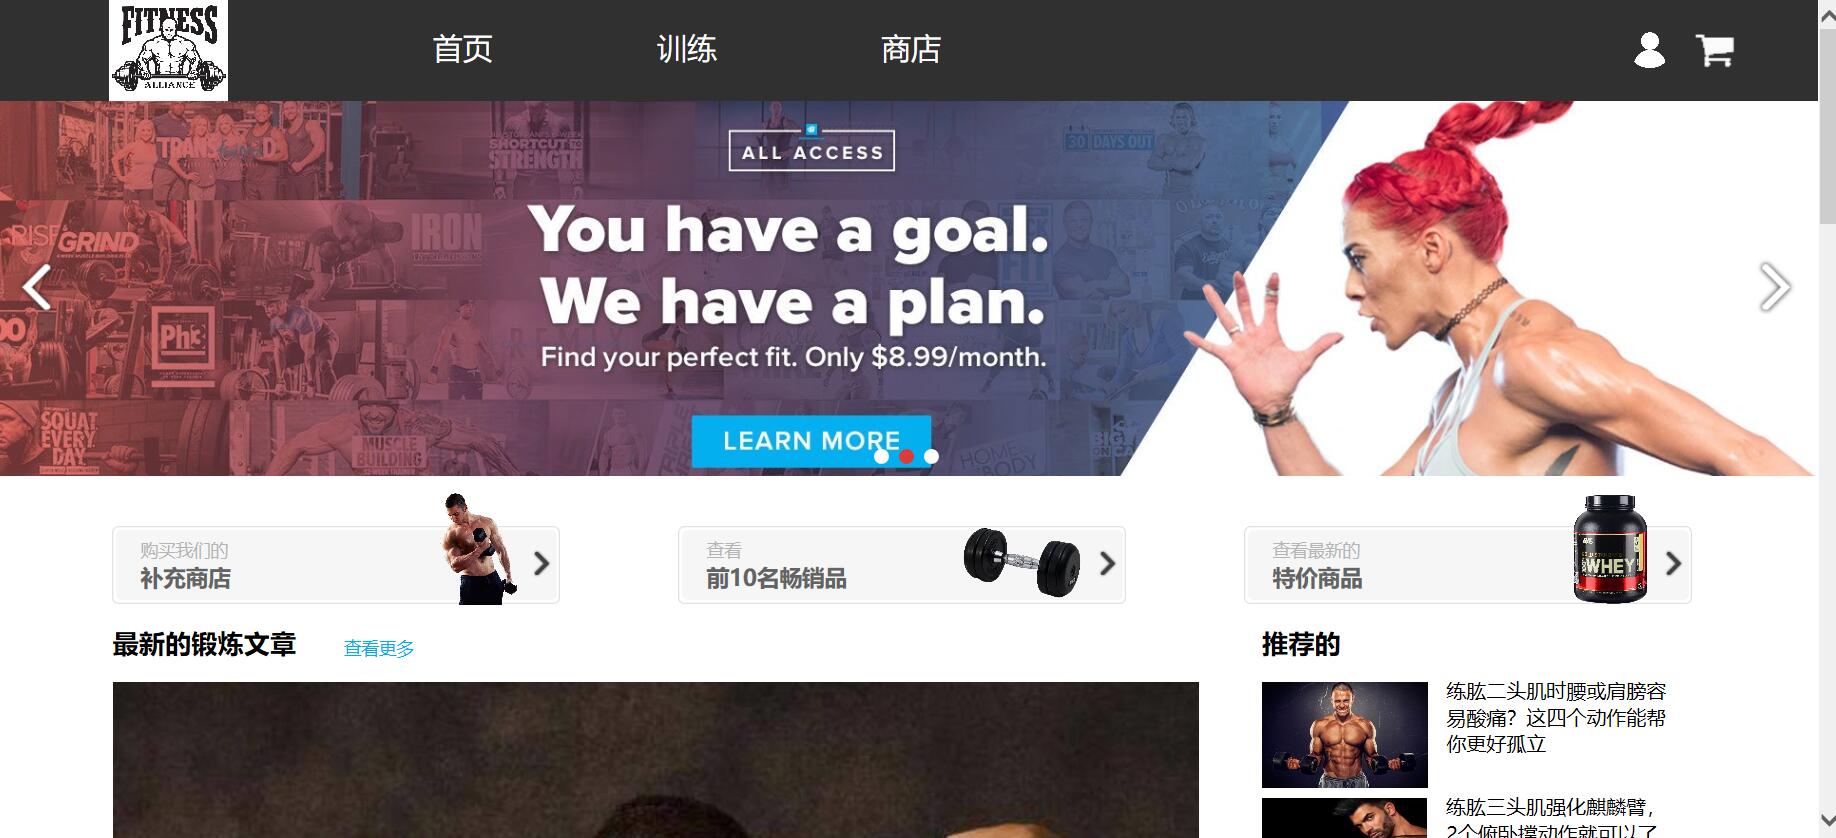 FITNESS
ALLIANCE
首页
训练
商店
TRANSFORMED
SHORTCUT TO
STRENGTH
30 DAYS OUT
ALL ACCESS
You have a goal.
We have a plan.
Find your perfect fit. Only $8.99/month.
LEARN MORE
RISE
GRIND
IRON
Ph3
SQUAT
EVERY
DAY
MUSCLE
BUILDING
购买我们的
补充商店
查看
前10名畅销品
查看最新的
特价商品
WHEY
最新的锻炼文章
查看更多
推荐的
练肱二头肌时腰或肩膀容
易酸痛？这四个动作能帮
你更好孤立
练肱三头肌强化麒麟臂，
2个俯卧撑动作就可以了